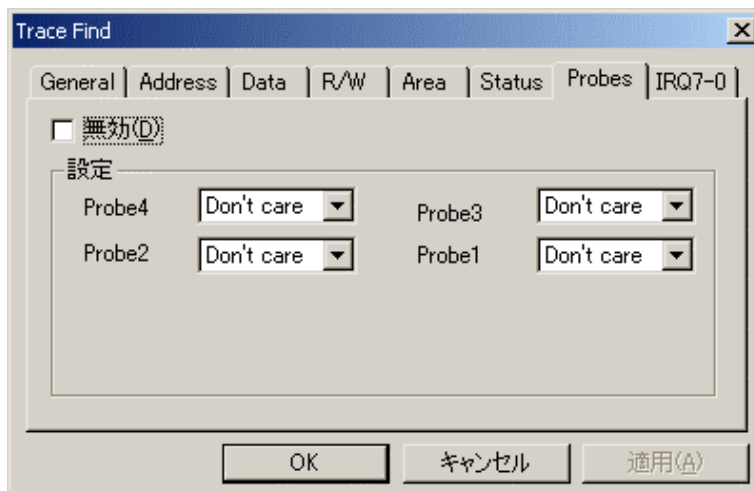 Trace Find
General Address Data R/W Area Status Probes IRQ7-0
無効(D)
設定
Probe4 Don't care Probe3 Don't care
Probe2 Don't care Probe1 Don't care
OK キャンセル 適用(A)